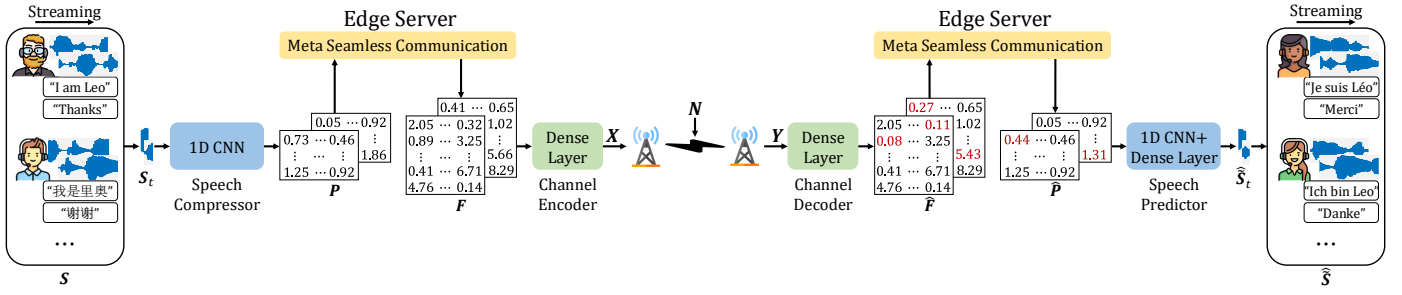 Streaming
“I am Leo”
“Thanks”
“我是里奥”
“谢谢”
...
S
S_t
1D CNN
Speech
Compressor
Edge Server
Meta Seamless Communication
0.05 ⋯ 0.92
⋮
1.86
0.73 ⋯ 0.46
⋮ ⋯ ⋮
1.25 ⋯ 0.92
P
0.41 ⋯ 0.65
1.02
⋮
5.66
8.29
2.05 ⋯ 0.32
0.89 ⋯ 3.25
⋮ ⋯ ⋮
0.41 ⋯ 6.71
4.76 ⋯ 0.14
F
Dense
Layer
Channel
Encoder
X
N
Y
Dense
Layer
Channel
Decoder
Edge Server
Meta Seamless Communication
0.27 ⋯ 0.65
1.02
⋮
5.43
8.29
2.05 ⋯ 0.11
0.08 ⋯ 3.25
⋮ ⋯ ⋮
0.41 ⋯ 6.71
4.76 ⋯ 0.14
F̂
0.05 ⋯ 0.92
⋮
1.31
0.44 ⋯ 0.46
⋮ ⋯ ⋮
1.25 ⋯ 0.92
P̂
1D CNN+
Dense Layer
Speech
Predictor
Ŝ̂_t
Streaming
“Je suis Léo”
“Merci”
“Ich bin Leo”
“Danke”
...
Ŝ̂